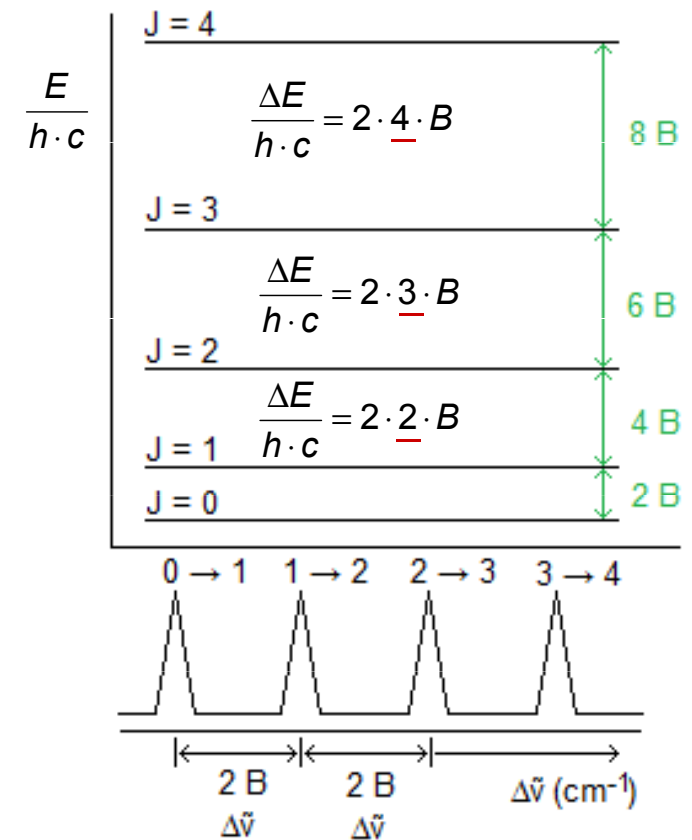 J = 4
E
h · c
ΔE
h · c
= 2 · 4 · B
8 B
J = 3
ΔE
h · c
= 2 · 3 · B
6 B
J = 2
ΔE
h · c
= 2 · 2 · B
4 B
J = 1
2 B
J = 0
0 → 1 1 → 2 2 → 3 3 → 4
2 B 2 B Δṽ (cm⁻¹)
Δṽ Δṽ